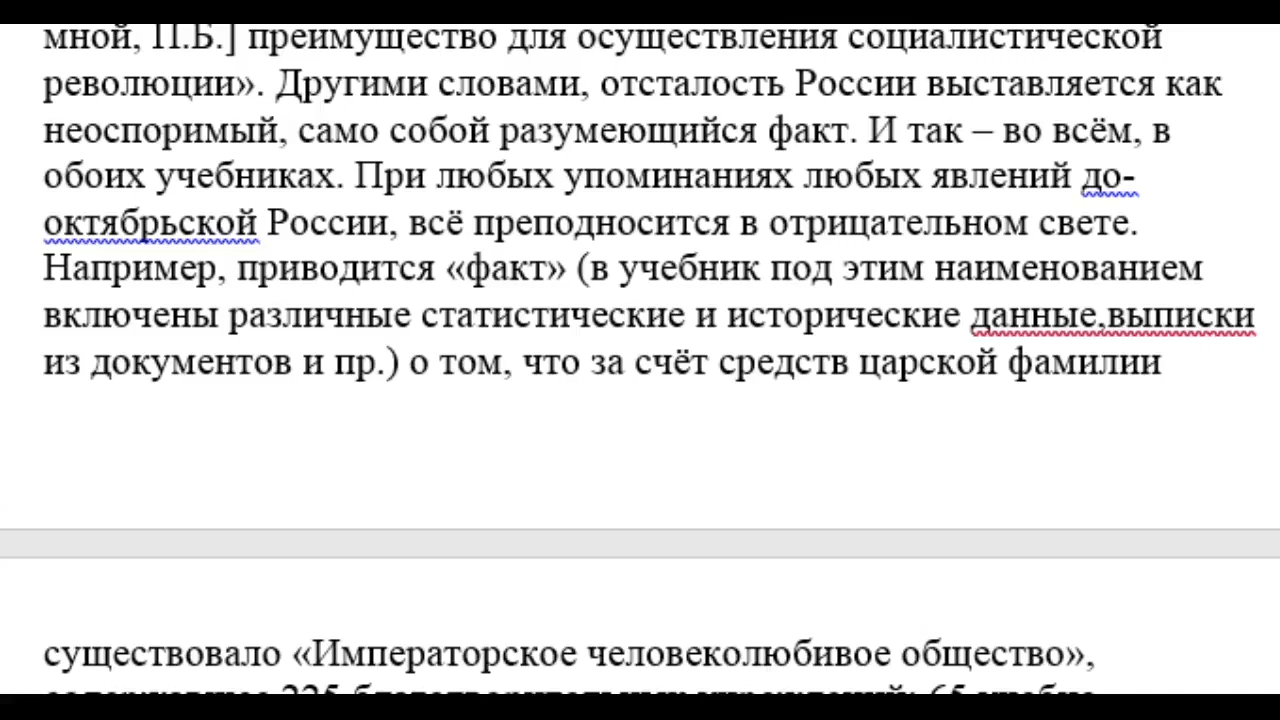 мной, П.Б.] преимущество для осуществления социалистической
революции». Другими словами, отсталость России выставляется как
неоспоримый, само собой разумеющийся факт. И так – во всём, в
обоих учебниках. При любых упоминаниях любых явлений до-
октябрьской России, всё преподносится в отрицательном свете.
Например, приводится «факт» (в учебник под этим наименованием
включены различные статистические и исторические данные,выписки
из документов и пр.) о том, что за счёт средств царской фамилии
существовало «Императорское человеколюбивое общество»,